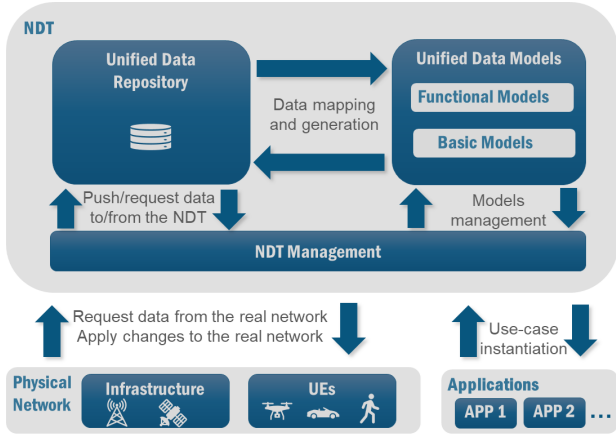 NDT
Unified Data
Repository
Unified Data Models
Functional Models
Basic Models
Data mapping
and generation
Push/request data
to/from the NDT
Models
management
NDT Management
Request data from the real network
Apply changes to the real network
Use-case
instantiation
Physical
Network
Infrastructure
UEs
Applications
APP 1
APP 2
...